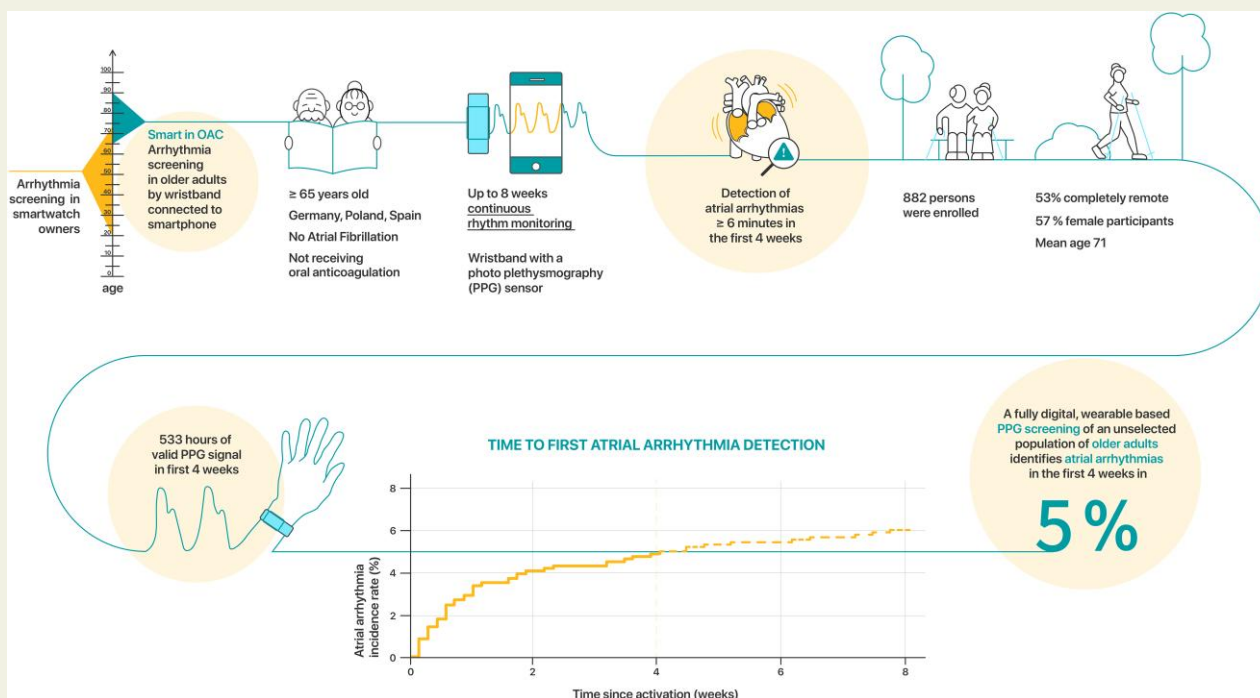 100
90
80
70
60
50
40
30
20
10
0
age
Arrhythmia
screening in
smartwatch
owners
Smart in OAC
Arrhythmia
screening
in older adults
by wristband
connected to
smartphone
≥ 65 years old
Germany, Poland, Spain
No Atrial Fibrillation
Not receiving
oral anticoagulation
Up to 8 weeks
continuous
rhythm monitoring
Wristband with a
photo plethysmography
(PPG) sensor
Detection of
atrial arrhythmias
≥ 6 minutes in
the first 4 weeks
882 persons
were enrolled
53% completely remote
57 % female participants
Mean age 71
533 hours of
valid PPG signal
in first 4 weeks
TIME TO FIRST ATRIAL ARRHYTHMIA DETECTION
Atrial arrhythmia
incidence rate (%)
8
6
4
2
0
0 2 4 6 8
Time since activation (weeks)
A fully digital, wearable based
PPG screening of an unselected
population of older adults
identifies atrial arrhythmias
in the first 4 weeks in
5 %